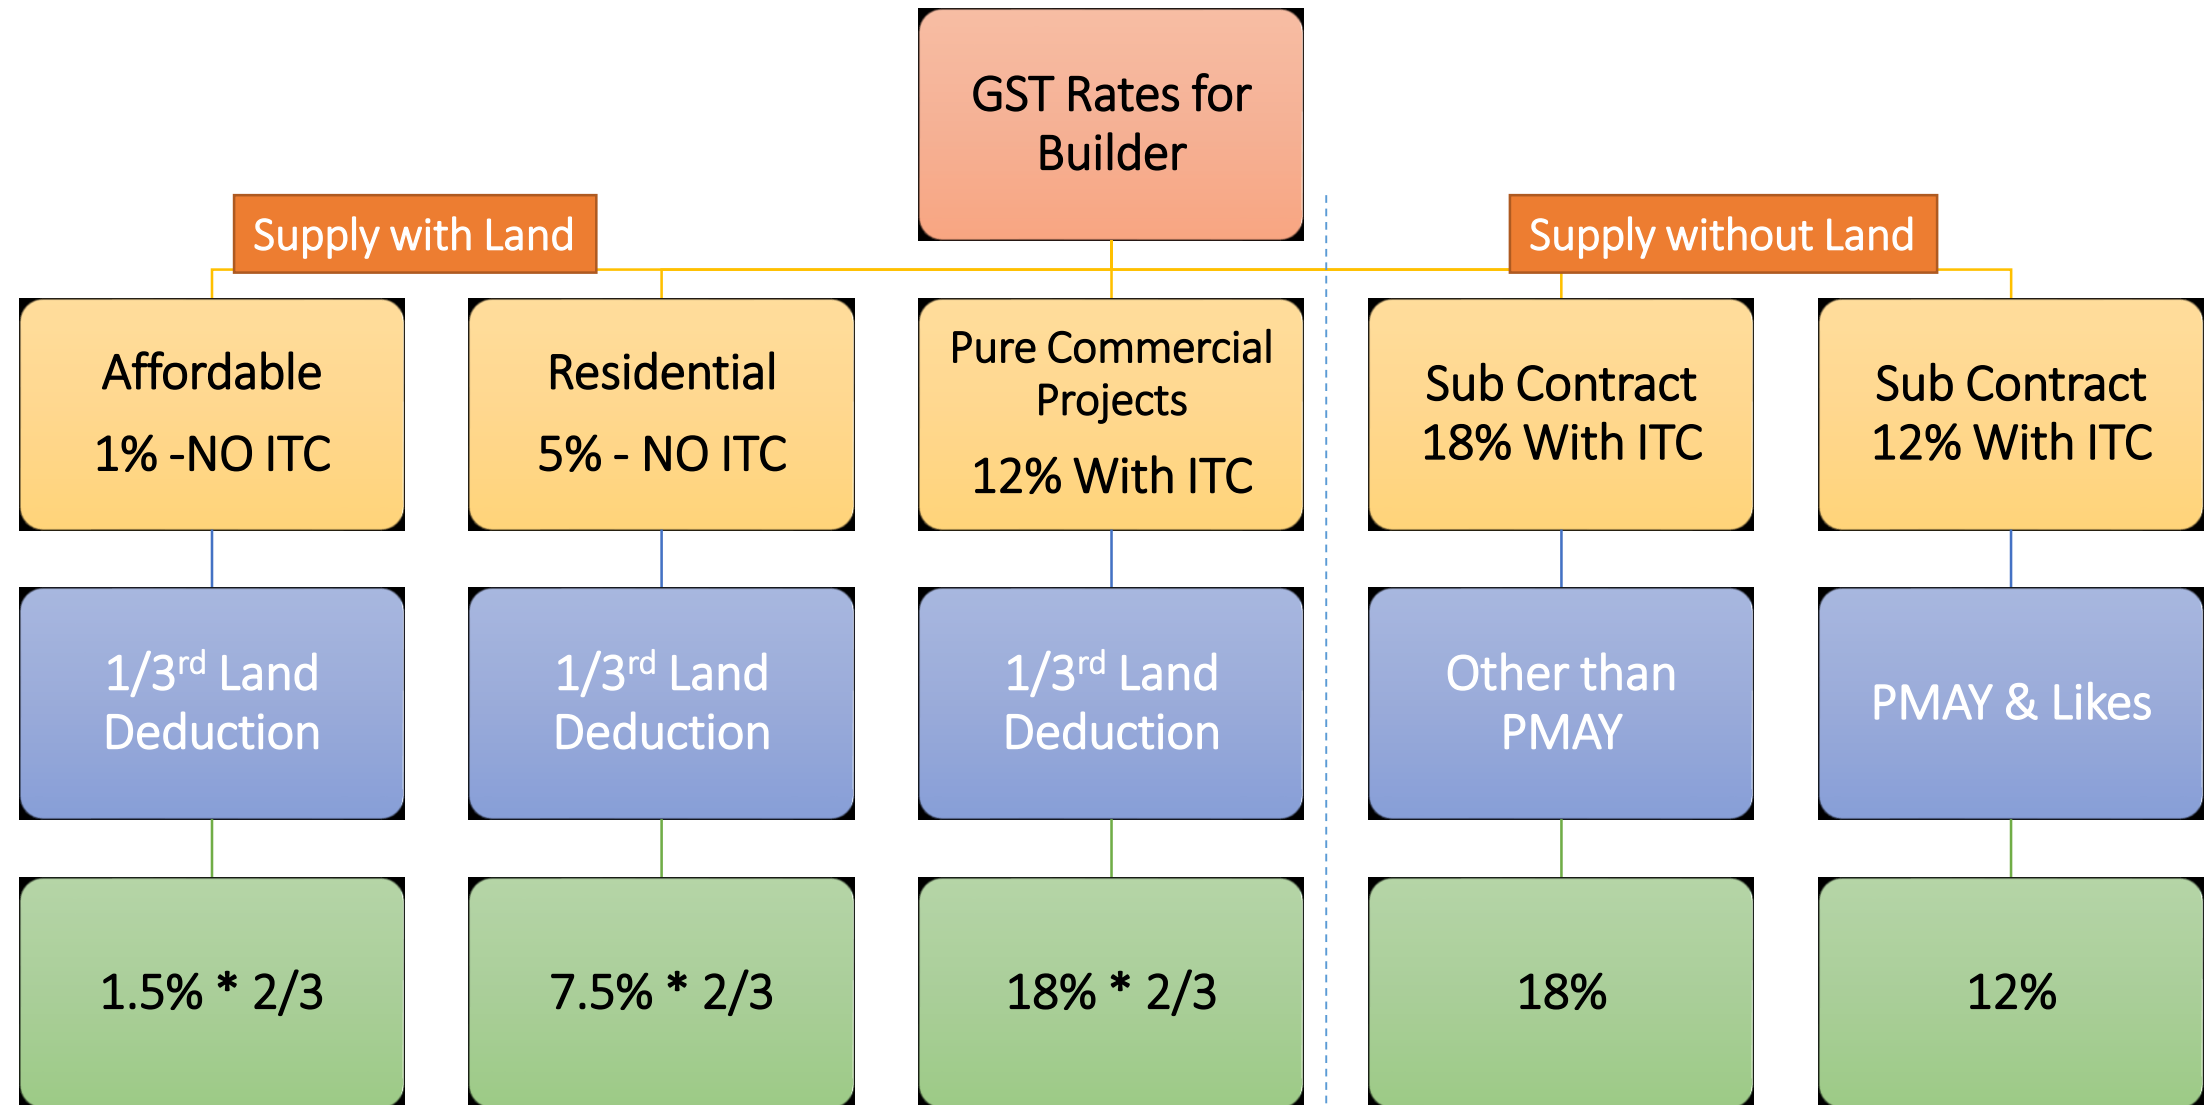 GST Rates for
Builder
Supply with Land
Supply without Land
Affordable
1% -NO ITC
Residential
5% - NO ITC
Pure Commercial
Projects
12% With ITC
Sub Contract
18% With ITC
Sub Contract
12% With ITC
1/3rd Land
Deduction
1/3rd Land
Deduction
1/3rd Land
Deduction
Other than
PMAY
PMAY & Likes
1.5% * 2/3
7.5% * 2/3
18% * 2/3
18%
12%